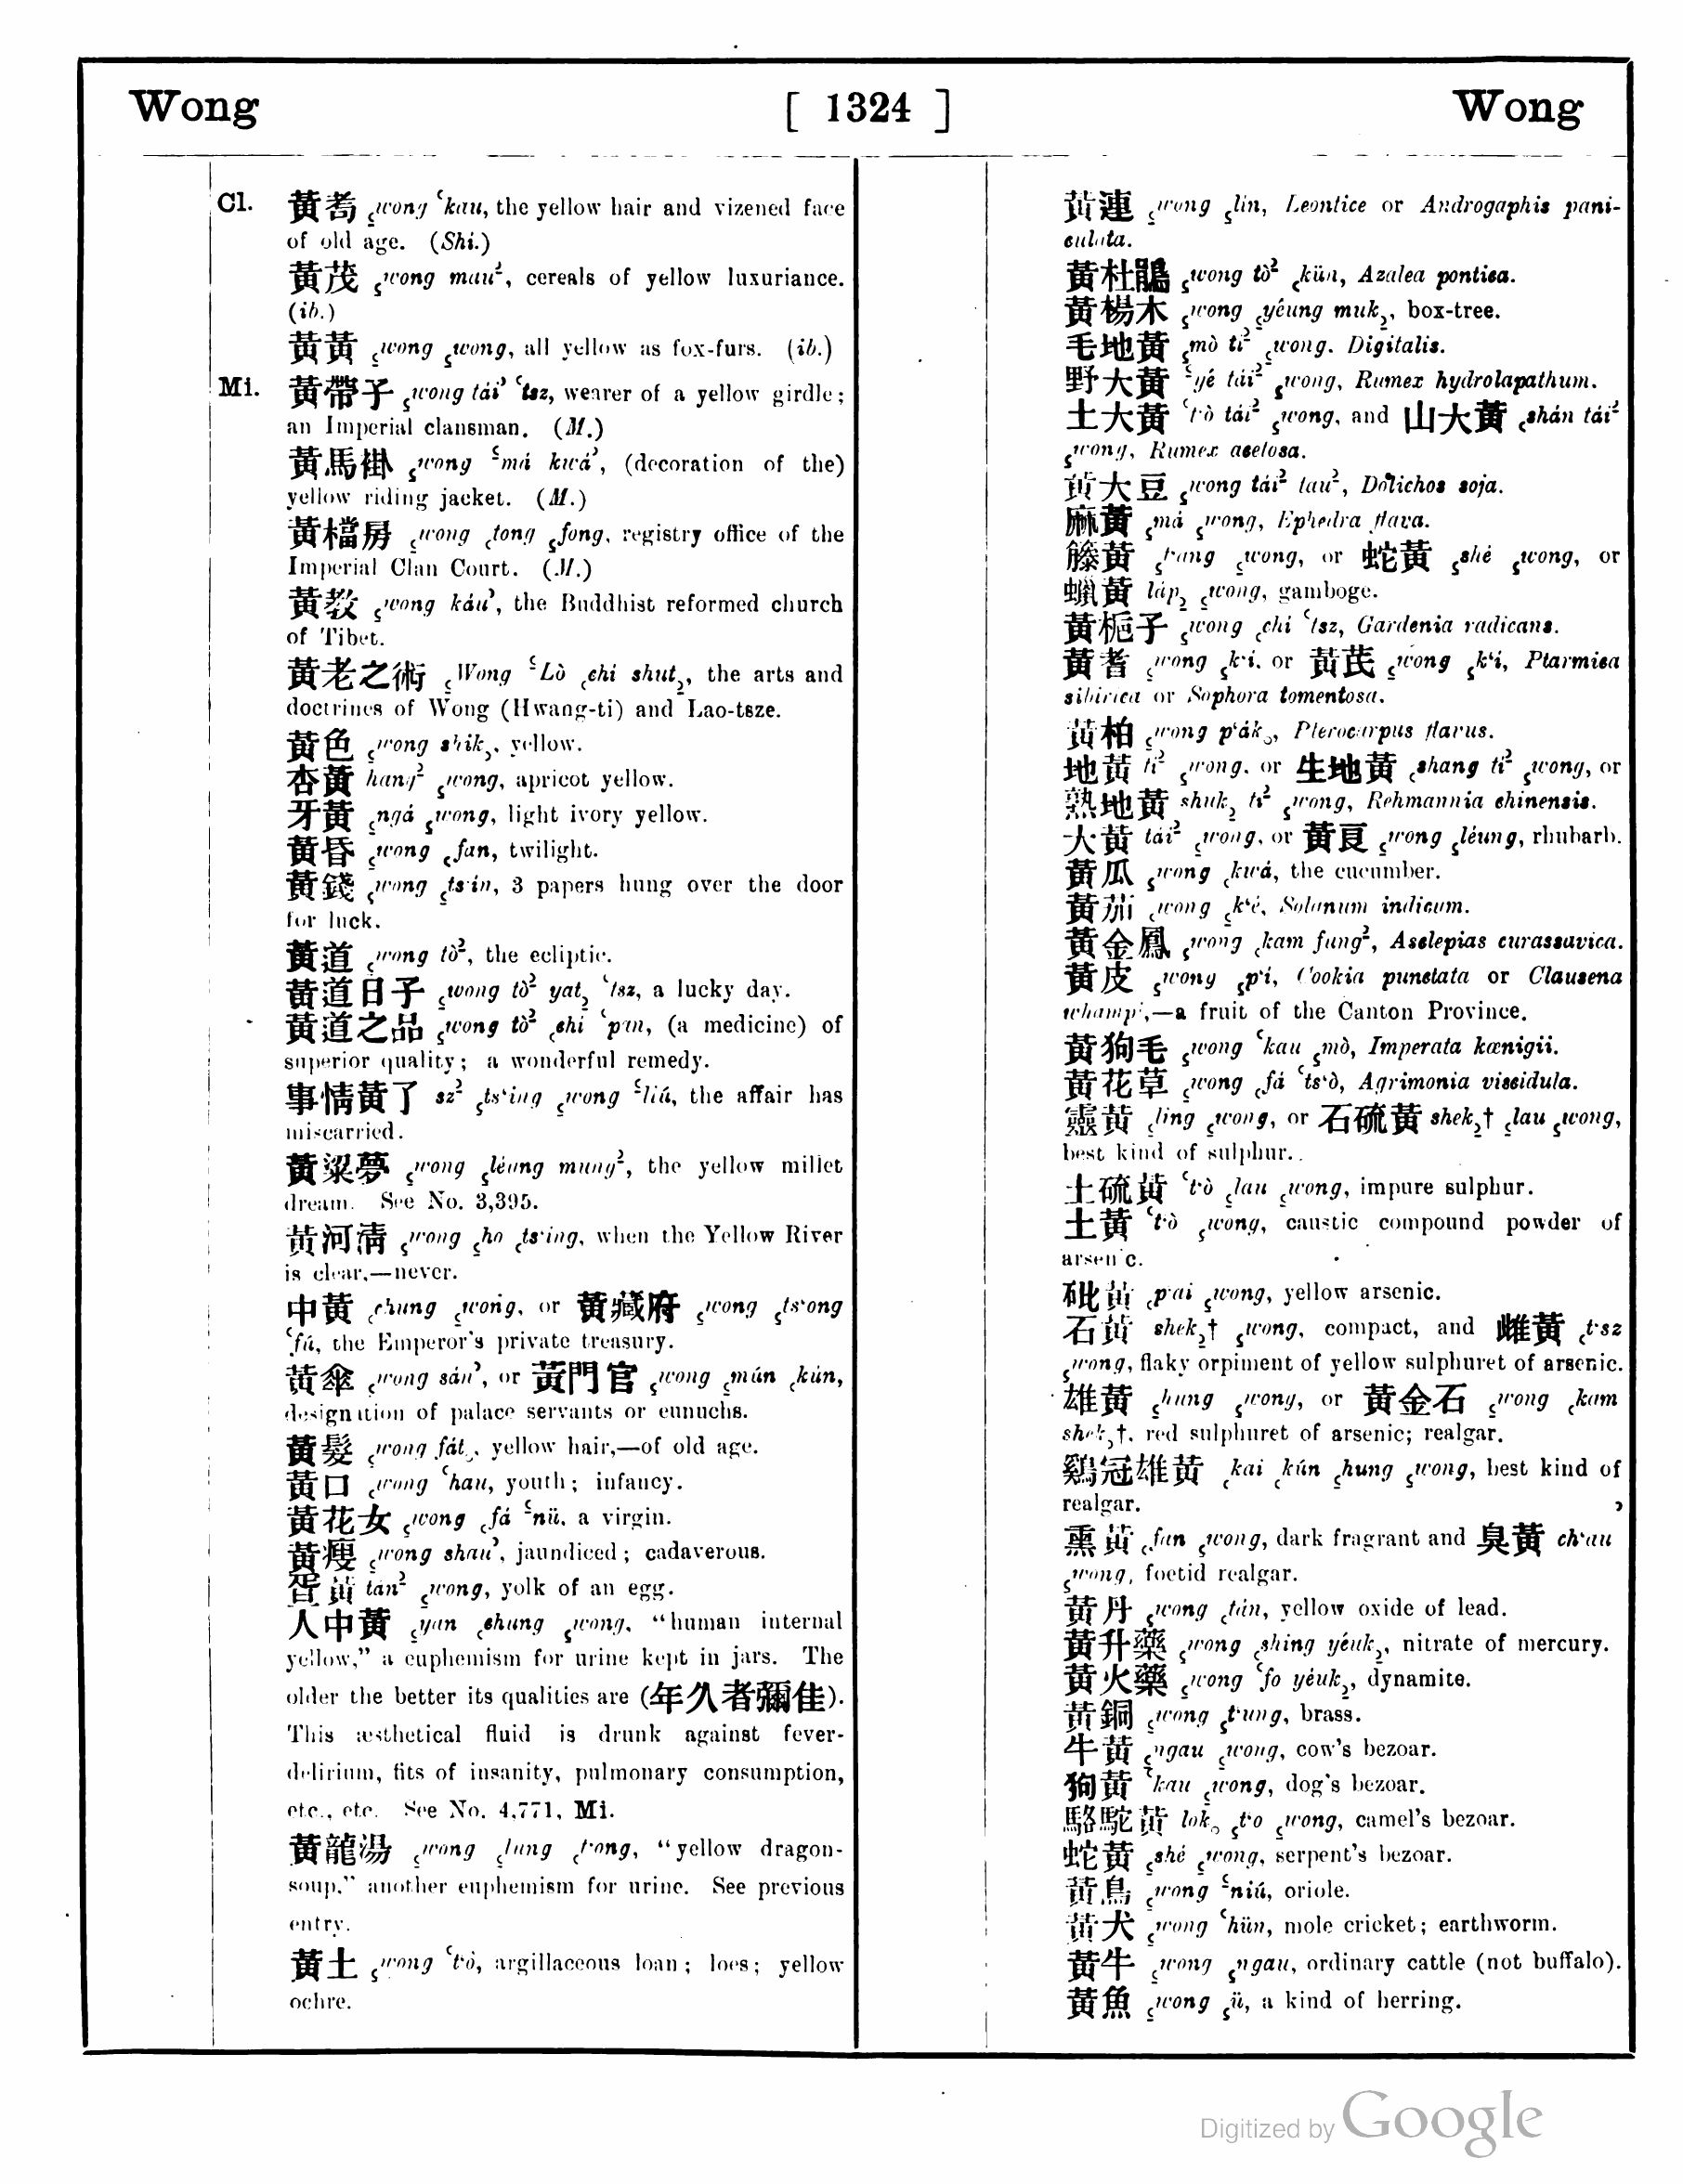 Wong [ 1324 ] Wong
Cl. 黃耇 ꜁wong ꜂kau, the yellow hair and vizened face
of old age. (Shi.)
黃茂 ꜁wong mau², cereals of yellow luxuriance.
(ib.)
黃黃 ꜁wong ꜁wong, all yellow as fox-furs. (ib.)
Mi. 黃帶子 ꜁wong tái꜄ ꜂tsz, wearer of a yellow girdle;
an Imperial clansman. (M.)
黃馬褂 ꜁wong ꜃má kwá꜄, (decoration of the)
yellow riding jacket. (M.)
黃檔房 ꜁wong ꜀tong ꜁fong, registry office of the
Imperial Clan Court. (M.)
黃教 ꜁wong káu꜄, the Buddhist reformed church
of Tibet.
黃老之術 ꜁Wong ꜃Lò ꜀chi shut꜇, the arts and
doctrines of Wong (Hwang-ti) and Lao-tsze.
黃色 ꜁wong shik꜆, yellow.
杏黃 hang² ꜁wong, apricot yellow.
牙黃 ꜁ngá ꜁wong, light ivory yellow.
黃昏 ꜁wong ꜀fan, twilight.
黃錢 ꜁wong ꜁ts‘in, 3 papers hung over the door
for luck.
黃道 ꜁wong tò², the ecliptic.
黃道日子 ꜁wong tò² yat꜇ ꜂tsz, a lucky day.
黃道之品 ꜁wong tò² ꜀chi ꜂pan, (a medicine) of
superior quality; a wonderful remedy.
事情黃了 sz² ꜁ts‘ing ꜁wong ꜃liú, the affair has
miscarried.
黃粱夢 ꜁wong ꜁léung mung², the yellow millet
dream. See No. 3,395.
黃河清 ꜁wong ꜁ho ꜀ts‘ing, when the Yellow River
is clear,—never.
中黃 ꜀chung ꜁wong, or 黃藏府 ꜁wong ꜁ts‘ong
꜂fú, the Emperor's private treasury.
黃傘 ꜁wong sán꜄, or 黃門官 ꜁wong ꜁mún ꜀kún,
designation of palace servants or eunuchs.
黃髮 ꜁wong fát꜆, yellow hair,—of old age.
黃口 ꜁wong ꜂hau, youth; infancy.
黃花女 ꜁wong ꜀fá ꜃nü, a virgin.
黃瘦 ꜁wong shau꜄, jaundiced; cadaverous.
黃 tán² ꜁wong, yolk of an egg.
人中黃 ꜁yan ꜀chung ꜁wong, "human internal
yellow," a euphemism for urine kept in jars. The
older the better its qualities are (年久者彌佳).
This æsthetical fluid is drunk against fever-
delirium, fits of insanity, pulmonary consumption,
etc., etc. See No. 4,771, Mi.
黃龍湯 ꜁wong ꜁lung ꜀t‘ong, "yellow dragon-
soup," another euphemism for urine. See previous
entry.
黃土 ꜁wong ꜂t‘ò, argillaceous loan; loes; yellow
ochre.
黃連 ꜁wong ꜁lin, Leontice or Andrographis pani-
culata.
黃杜鵑 ꜁wong tò² ꜀kün, Azalea pontica.
黃楊木 ꜁wong ꜁yéung muk꜇, box-tree.
毛地黃 ꜁mò ti² ꜁wong. Digitalis.
野大黃 ꜃yé tái² ꜁wong, Rumex hydrolapathum.
土大黃 ꜂t‘ò tái² ꜁wong, and 山大黃 ꜀shán tái²
꜁wong, Rumex acetosa.
黃大豆 ꜁wong tái² tau², Dolichos soja.
麻黃 ꜁má ꜁wong, Ephedra flava.
籐黃 ꜁t‘ang ꜁wong, or 蛇黃 ꜁shé ꜁wong, or
蠟黃 láp꜇ ꜁wong, gamboge.
黃梔子 ꜁wong ꜀chi ꜂tsz, Gardenia radicans.
黃耆 ꜁wong ꜁k‘i, or 黃芪 ꜁wong ꜁k‘i, Ptarmica
sibirica or Sophora tomentosa.
黃柏 ꜁wong p‘ák꜆, Pterocarpus flavus.
地黃 ti² ꜁wong, or 生地黃 ꜀shang ti² ꜁wong, or
熟地黃 shuk꜇ ti² ꜁wong, Rehmannia chinensis.
大黃 tái² ꜁wong, or 黃良 ꜁wong ꜁léung, rhubarb.
黃瓜 ꜁wong ꜀kwá, the cucumber.
黃茄 ꜁wong ꜁k‘é, Solanum indicum.
黃金鳳 ꜁wong ꜀kam fung², Asclepias curassavica.
黃皮 ꜁wong ꜁p‘i, Cookia punctata or Clausena
whampi,—a fruit of the Canton Province.
黃狗毛 ꜁wong ꜂kau ꜁mò, Imperata kœnigii.
黃花草 ꜁wong ꜀fá ꜂ts‘ò, Agrimonia viscidula.
靈黃 ꜁ling ꜁wong, or 石硫黃 shek꜇† ꜁lau ꜁wong,
best kind of sulphur.
土硫黃 ꜂t‘ò ꜁lau ꜁wong, impure sulphur.
土黃 ꜂t‘ò ꜁wong, caustic compound powder of
arsenic.
砒黃 ꜀p‘ai ꜁wong, yellow arsenic.
石黃 shek꜇† ꜁wong, compact, and 雌黃 ꜀t‘sz
꜁wong, flaky orpiment of yellow sulphuret of arsenic.
雄黃 ꜁hung ꜁wong, or 黃金石 ꜁wong ꜀kam
shek꜇†, red sulphuret of arsenic; realgar.
鷄冠雄黃 ꜀kai ꜀kún ꜁hung ꜁wong, best kind of
realgar.
熏黃 ꜀fan ꜁wong, dark fragrant and 臭黃 ch‘au
꜁wong, foetid realgar.
黃丹 ꜁wong ꜀tán, yellow oxide of lead.
黃升藥 ꜁wong ꜀shing yéuk꜇, nitrate of mercury.
黃火藥 ꜁wong ꜂fo yéuk꜇, dynamite.
黃銅 ꜁wong ꜁t‘ung, brass.
牛黃 ꜁ngau ꜁wong, cow's bezoar.
狗黃 ꜂kau ꜁wong, dog's bezoar.
駱駝黃 lok꜆ ꜁t‘o ꜁wong, camel's bezoar.
蛇黃 ꜁shé ꜁wong, serpent's bezoar.
黃鳥 ꜁wong ꜃niú, oriole.
黃犬 ꜁wong ꜂hün, mole cricket; earthworm.
黃牛 ꜁wong ꜁ngau, ordinary cattle (not buffalo).
黃魚 ꜁wong ꜁ü, a kind of herring.
Digitized by Google